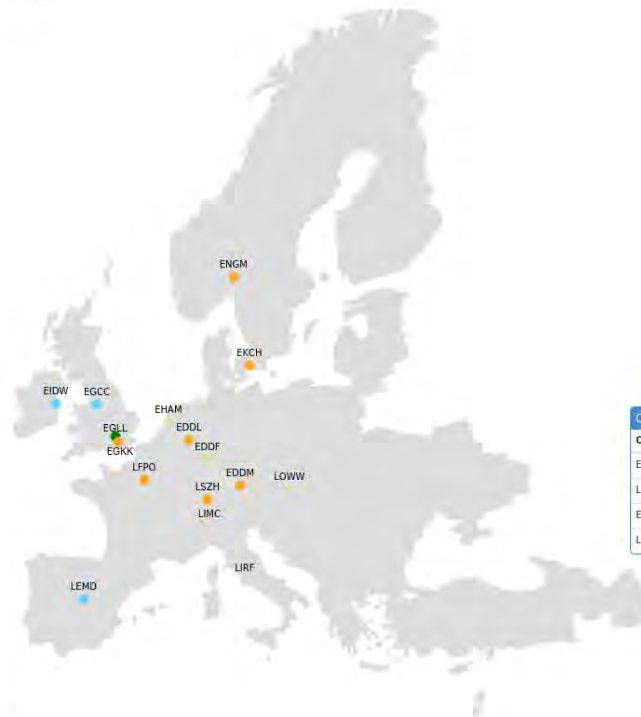 ENGM
EKCH
EIDW
EGCC
EHAM
EGLL
EDDL
EGKK
EDDF
LFPO
EDDM
LSZH
LOWW
LIMC
LIRF
LEMD